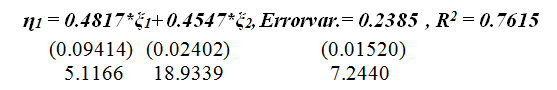 η1 = 0.4817*ξ1+ 0.4547*ξ2, Errorvar.= 0.2385 , R² = 0.7615
(0.09414) (0.02402) (0.01520)
5.1166 18.9339 7.2440